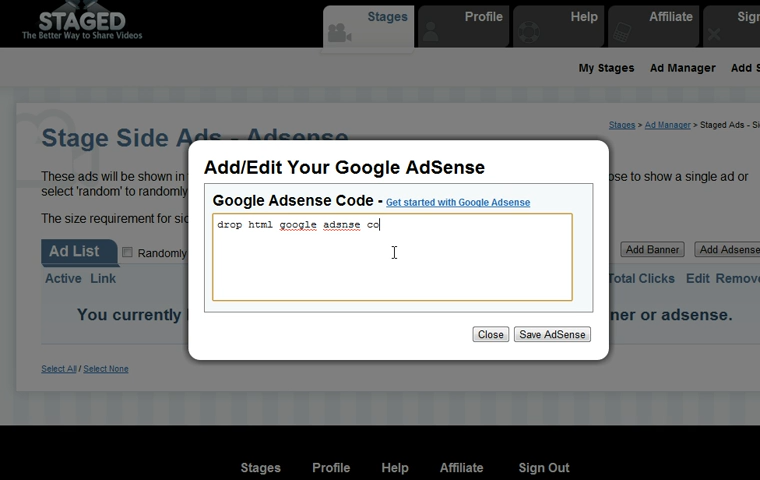 STAGED
The Better Way to Share Videos
Stages
Profile
Help
Affiliate
Sign
My Stages
Ad Manager
Add S
Stage Side Ads - Adsense
Stages > Ad Manager > Staged Ads - Si
These ads will be shown in
ose to show a single ad or
select 'random' to randomly
The size requirement for sid
Add/Edit Your Google AdSense
Google Adsense Code - Get started with Google Adsense
drop html google adsnse co
Close
Save AdSense
Ad List
Randomly
Add Banner
Add Adsense
Active
Link
Total Clicks
Edit
Remove
You currently
ner or adsense.
Select All / Select None
Stages
Profile
Help
Affiliate
Sign Out